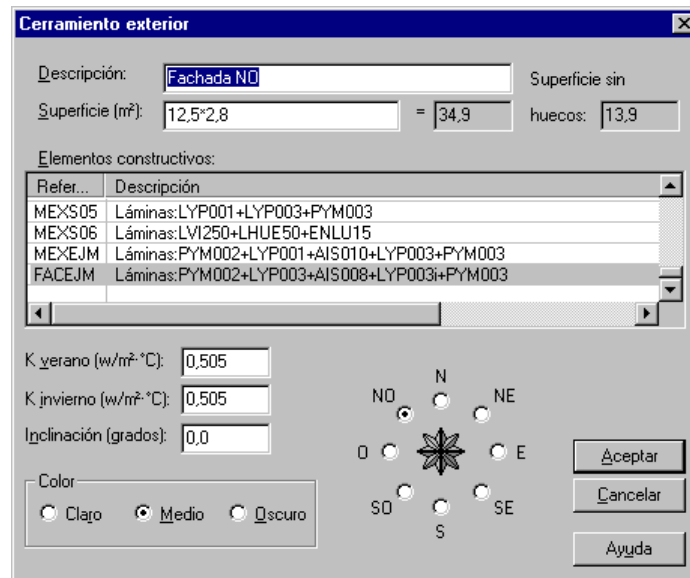 Cerramiento exterior
Descripción: Fachada NO Superficie sin
Superficie (m²): 12,5*2,8 = 34,9 huecos: 13,9
Elementos constructivos:
Refer... Descripción
MEXS05 Láminas:LYP001+LYP003+PYM003
MEXS06 Láminas:LVI250+LHUE50+ENLU15
MEXEJM Láminas:PYM002+LYP001+AIS010+LYP003+PYM003
FACEJM Láminas:PYM002+LYP003+AIS008+LYP003i+PYM003
K verano (w/m²·°C): 0,505
K invierno (w/m²·°C): 0,505
Inclinación (grados): 0,0
N
NO NE
O E
SO SE
S
Color
Claro Medio Oscuro
Aceptar
Cancelar
Ayuda